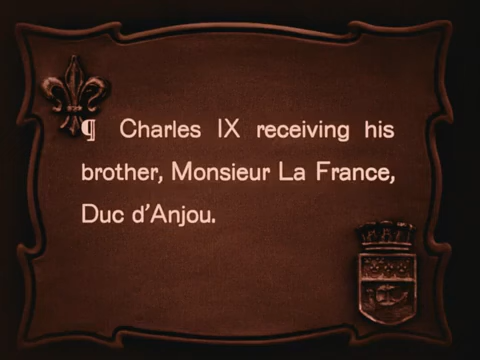 ¶ Charles IX receiving his
brother, Monsieur La France,
Duc d'Anjou.